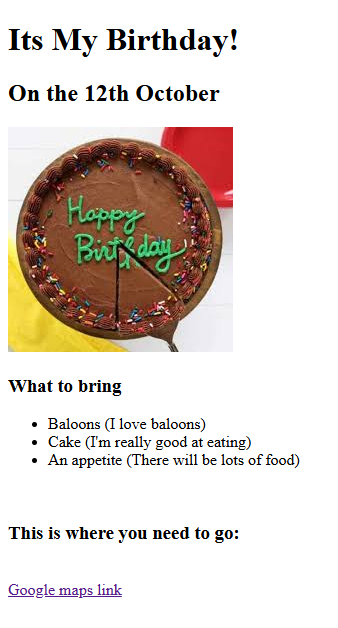 Its My Birthday!
On the 12th October
Happy
Birthday
What to bring
Baloons (I love baloons)
Cake (I'm really good at eating)
An appetite (There will be lots of food)
This is where you need to go:
Google maps link